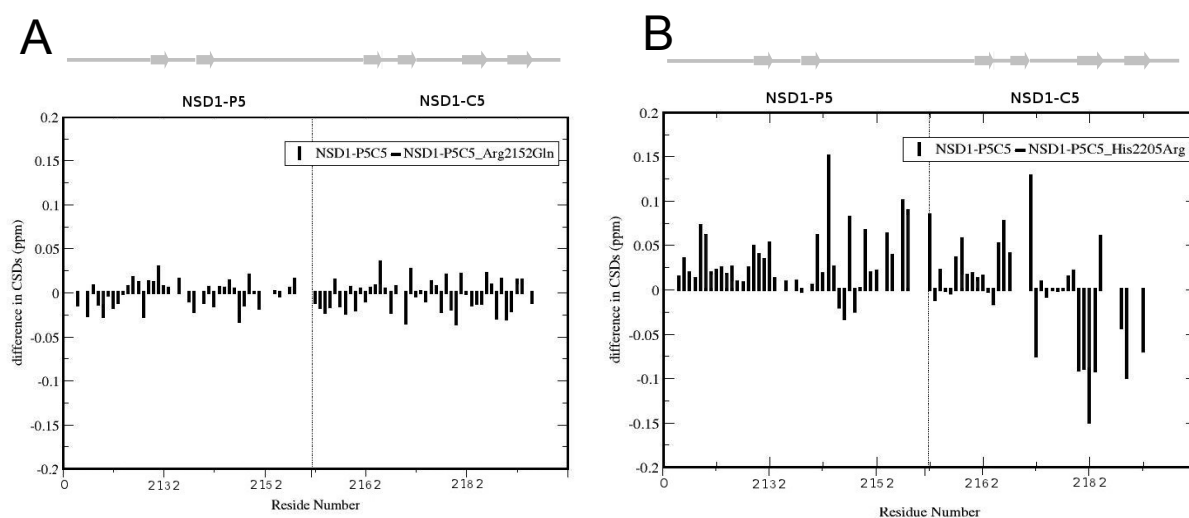 A
NSD1-P5 NSD1-C5
0.2
0.15
0.1
0.05
0
-0.05
-0.1
-0.15
-0.2
difference in CSDs (ppm)
NSD1-P5C5 NSD1-P5C5_Arg2152Gln
0 2132 2152 2162 2182
Reside Number
B
NSD1-P5 NSD1-C5
0.2
0.15
0.1
0.05
0
-0.05
-0.1
-0.15
-0.2
difference in CSDs (ppm)
NSD1-P5C5 NSD1-P5C5_His2205Arg
0 2132 2152 2162 2182
Residue Number